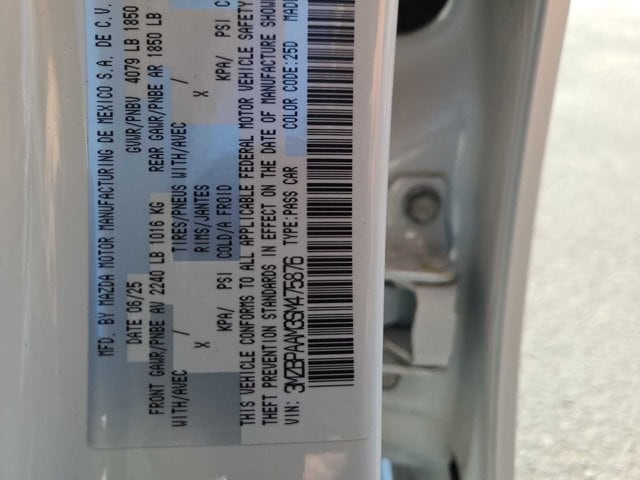 MFD. BY MAZDA MOTOR MANUFACTURING DE MEXICO S.A. DE C.V.
DATE 06/25 GVWR/PNBV 4079 LB 1850
FRONT GAWR/PNBE AV 2240 LB 1016 KG REAR GAWR/PNBE AR 1850 LB
WITH/AVEC TIRES/PNEUS WITH/AVEC
X / RIMS/JANTES X /
KPA/ PSI COLD/A FROID KPA/ PSI C
THIS VEHICLE CONFORMS TO ALL APPLICABLE FEDERAL MOTOR VEHICLE SAFETY
THEFT PREVENTION STANDARDS IN EFFECT ON THE DATE OF MANUFACTURE SHOW
VIN: 3MZBPAAM3SM475876 TYPE:PASS CAR COLOR CODE:25D MADE